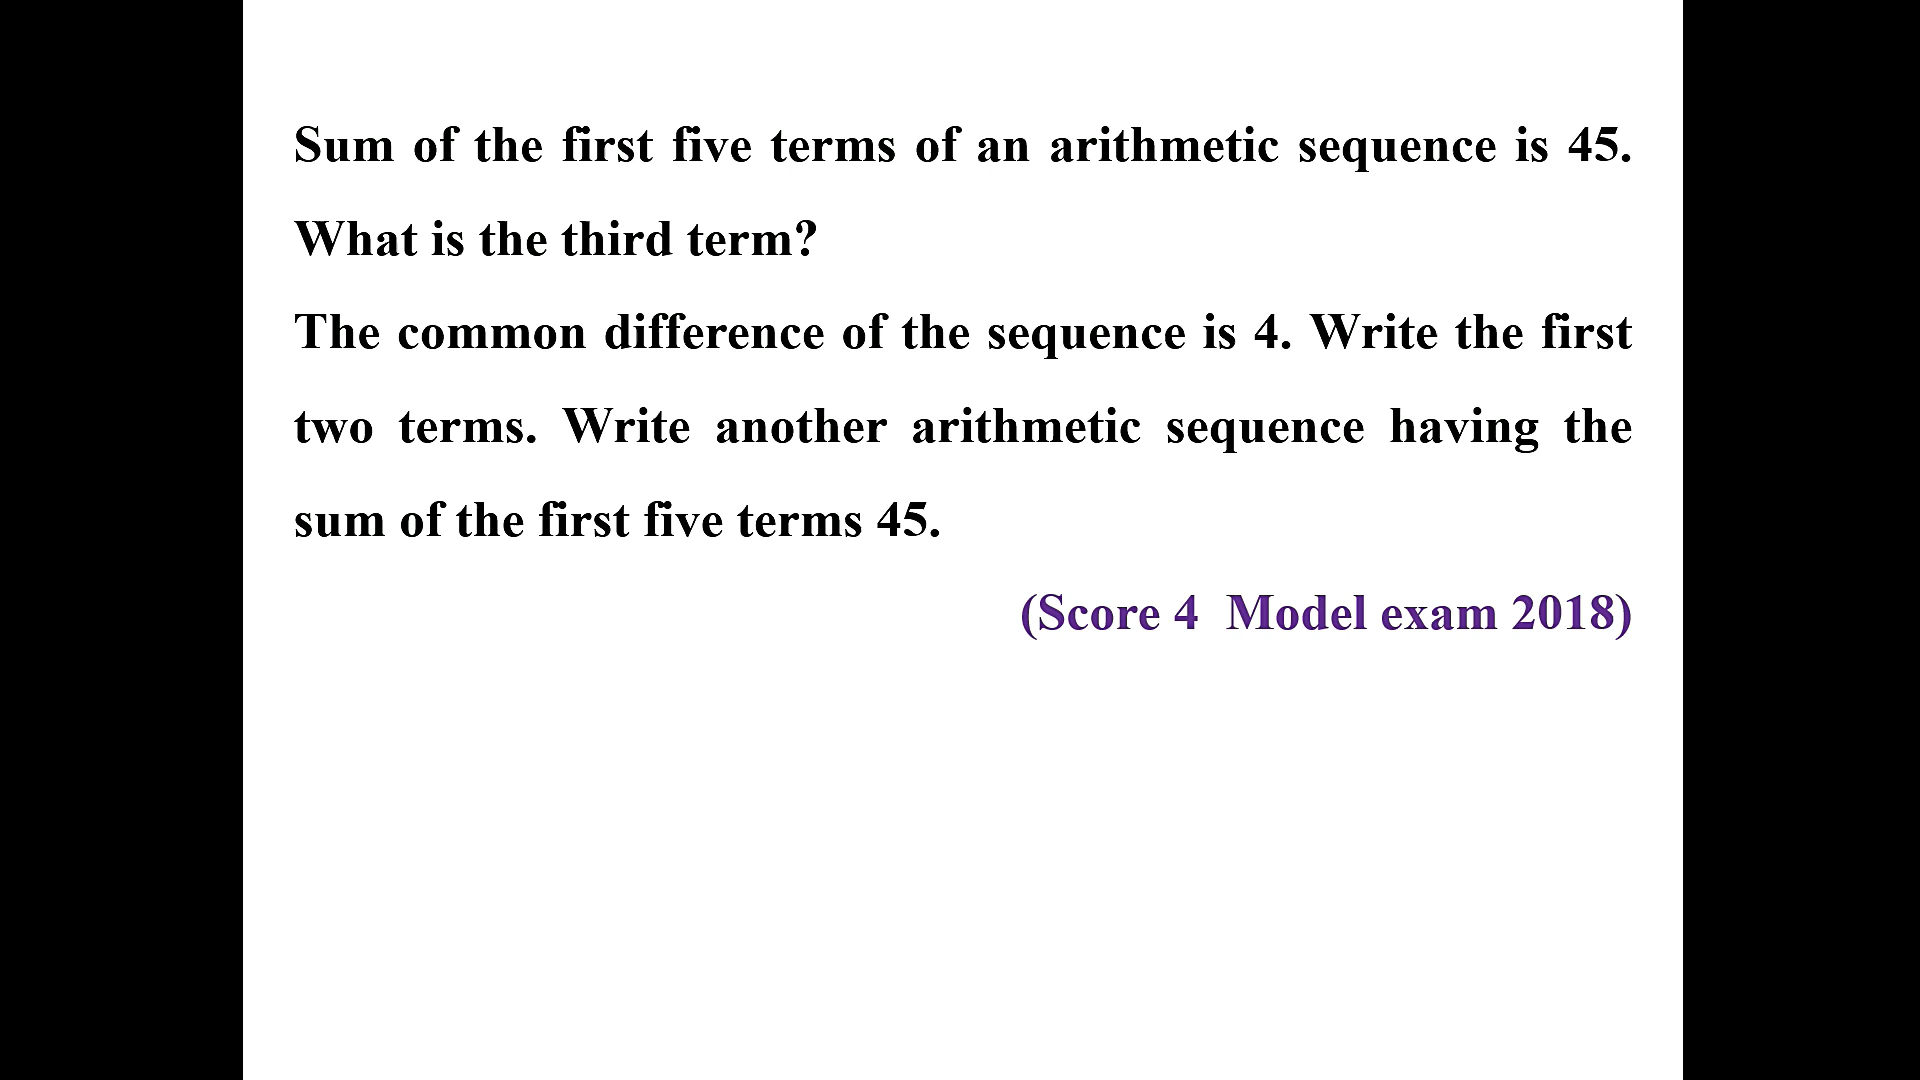 Sum of the first five terms of an arithmetic sequence is 45.
What is the third term?
The common difference of the sequence is 4. Write the first
two terms. Write another arithmetic sequence having the
sum of the first five terms 45.
(Score 4 Model exam 2018)